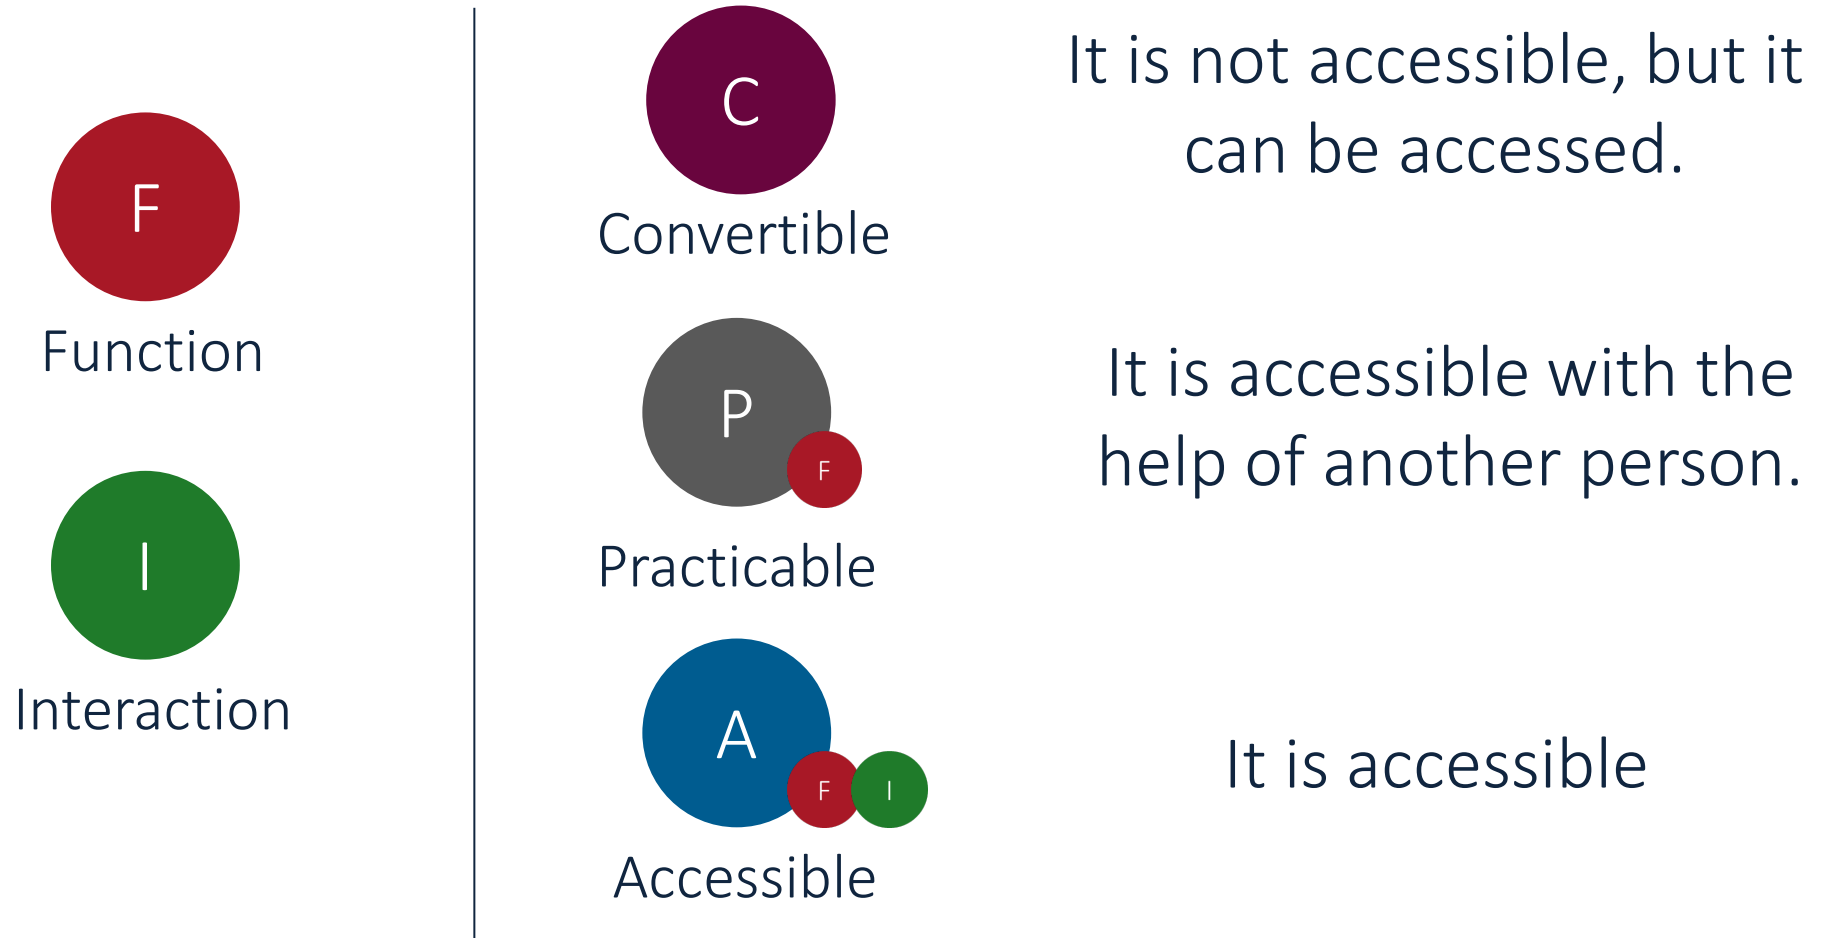 F
Function
I
Interaction
C
Convertible
It is not accessible, but it
can be accessed.
P
F
Practicable
It is accessible with the
help of another person.
A
F
I
Accessible
It is accessible